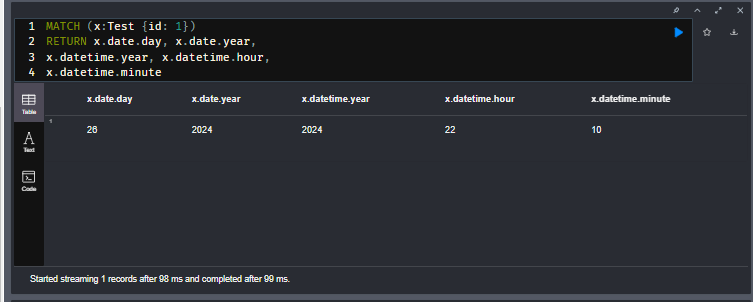 1 MATCH (x:Test {id: 1})
2 RETURN x.date.day, x.date.year,
3 x.datetime.year, x.datetime.hour,
4 x.datetime.minute
Table
Text
Code
x.date.day x.date.year x.datetime.year x.datetime.hour x.datetime.minute
26 2024 2024 22 10
Started streaming 1 records after 98 ms and completed after 99 ms.